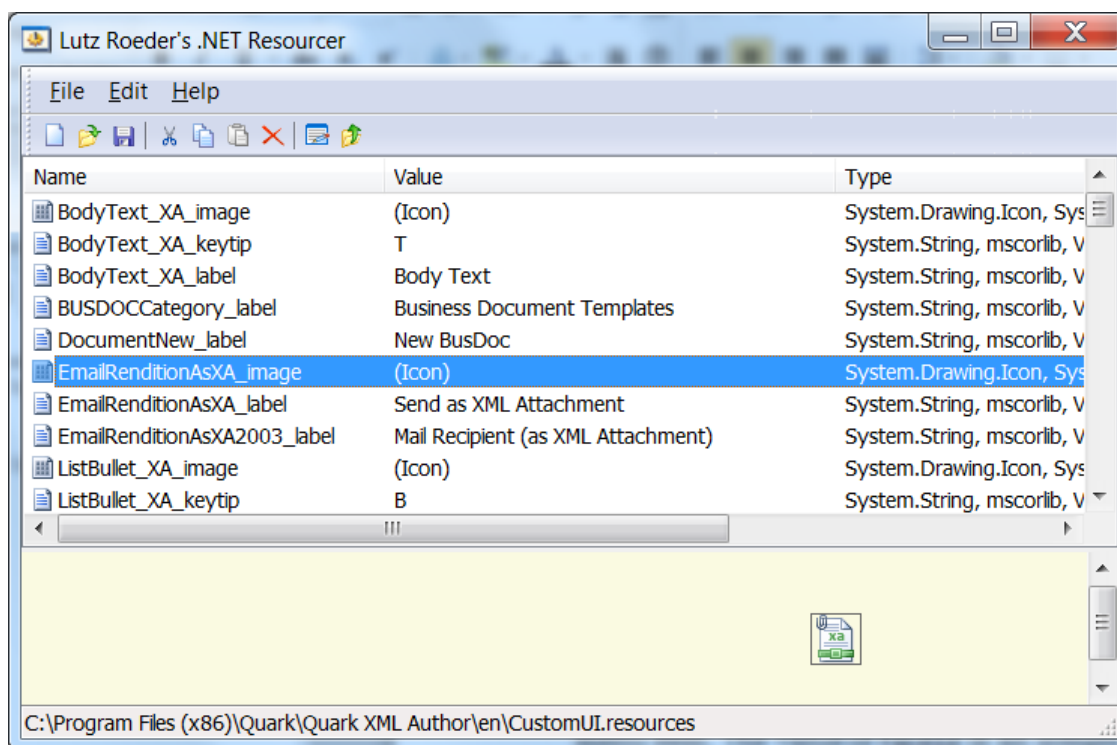 Lutz Roeder's .NET Resourcer
File Edit Help
Name Value Type
BodyText_XA_image (Icon) System.Drawing.Icon, Sys
BodyText_XA_keytip T System.String, mscorlib, V
BodyText_XA_label Body Text System.String, mscorlib, V
BUSDOCCategory_label Business Document Templates System.String, mscorlib, V
DocumentNew_label New BusDoc System.String, mscorlib, V
EmailRenditionAsXA_image (Icon) System.Drawing.Icon, Sys
EmailRenditionAsXA_label Send as XML Attachment System.String, mscorlib, V
EmailRenditionAsXA2003_label Mail Recipient (as XML Attachment) System.String, mscorlib, V
ListBullet_XA_image (Icon) System.Drawing.Icon, Sys
ListBullet_XA_keytip B System.String, mscorlib, V
xa
C:\Program Files (x86)\Quark\Quark XML Author\en\CustomUI.resources